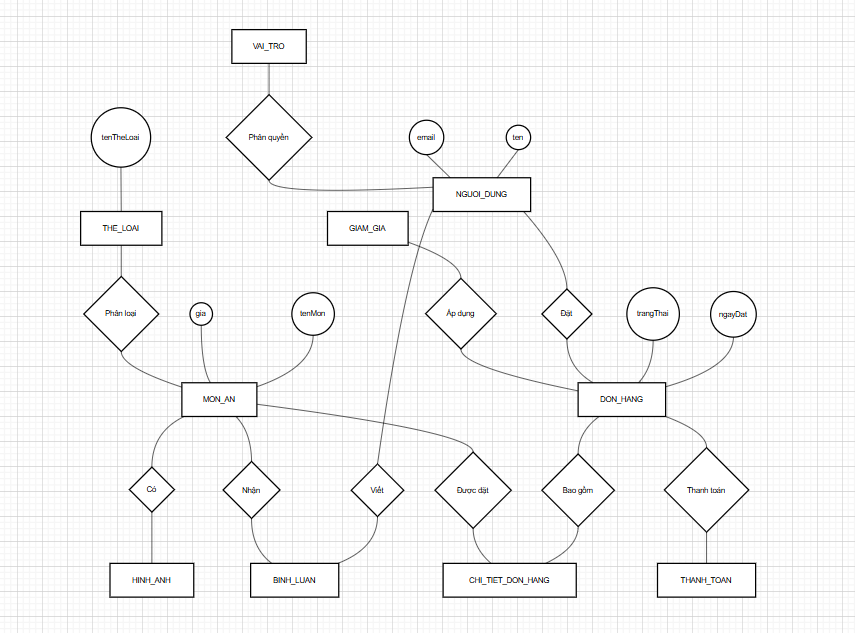 VAI_TRO
tenTheLoai
Phân quyền
email
ten
NGUOI_DUNG
THE_LOAI
GIAM_GIA
Phân loại
gia
tenMon
Áp dụng
Đặt
trangThai
ngayDat
MON_AN
DON_HANG
Có
Nhận
Viết
Được đặt
Bao gồm
Thanh toán
HINH_ANH
BINH_LUAN
CHI_TIET_DON_HANG
THANH_TOAN